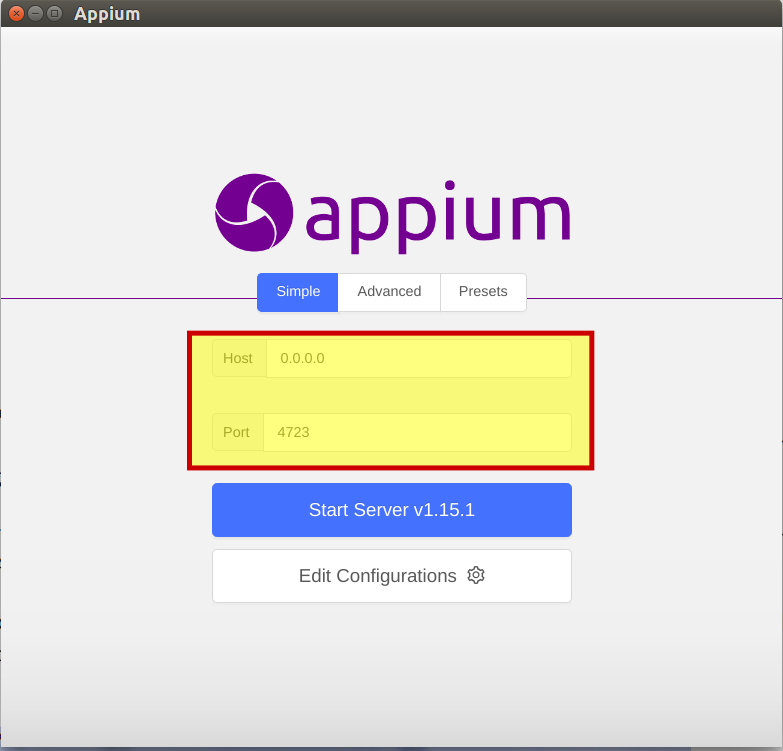 Appium
appium
Simple Advanced Presets
Host 0.0.0.0
Port 4723
Start Server v1.15.1
Edit Configurations